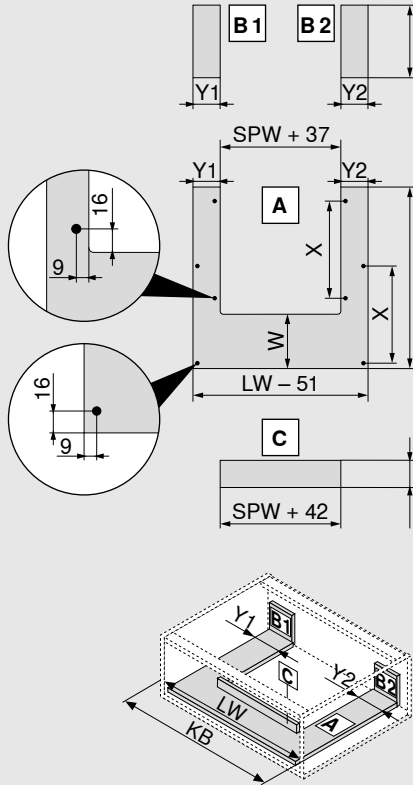 B1 B2
Y1 Y2
SPW + 37
Y1 Y2
A
16
9
X
X
W
LW – 51
16
9
C
SPW + 42
B1
Y1
Y2
B2
C
LW
A
KB